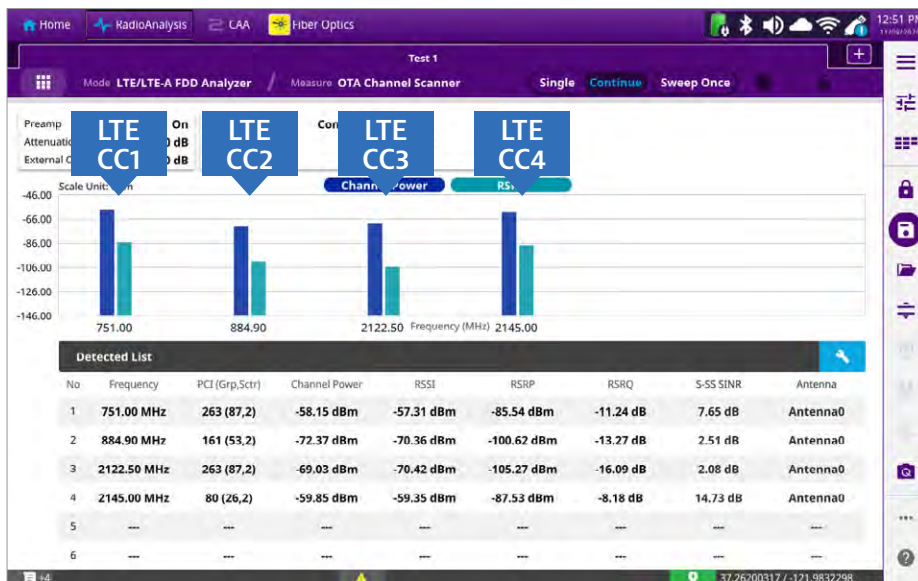 Home RadioAnalysis CAA Fiber Optics 12:51 PM
Test 1
Mode LTE/LTE-A FDD Analyzer / Measure OTA Channel Scanner Single Continue Sweep Once
Preamp On
LTE CC1
LTE CC2
LTE CC3
LTE CC4
Scale Unit:
Channel Power
-46.00
-66.00
-86.00
-106.00
-126.00
-146.00
751.00 884.90 2122.50 Frequency (MHz) 2145.00
Detected List
No Frequency PCI (Grp,Sctr) Channel Power RSSI RSRP RSRQ S-SS SINR Antenna
1 751.00 MHz 263 (87,2) -58.15 dBm -57.31 dBm -85.54 dBm -11.24 dB 7.65 dB Antenna0
2 884.90 MHz 161 (53,2) -72.37 dBm -70.36 dBm -100.62 dBm -13.27 dB 2.51 dB Antenna0
3 2122.50 MHz 263 (87,2) -69.03 dBm -70.42 dBm -105.27 dBm -16.09 dB 2.08 dB Antenna0
4 2145.00 MHz 80 (26,2) -59.85 dBm -59.35 dBm -87.53 dBm -8.18 dB 14.73 dB Antenna0
5 --- --- --- --- --- --- --- ---
6 --- --- --- --- --- --- --- ---
+4 37.26200317 / -121.9832298